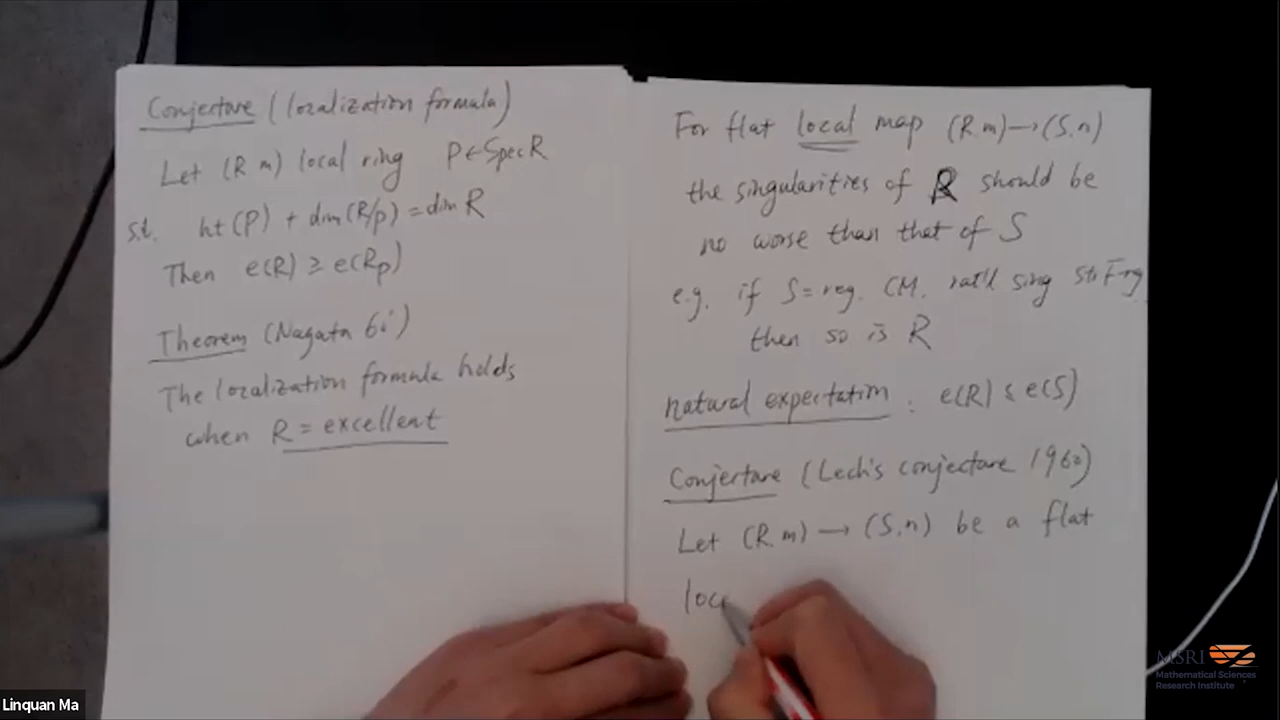 Conjecture (localization formula)
Let (R, m) local ring P ∈ Spec R
s.t. ht(P) + dim(R/p) = dim R
Then e(R) ≥ e(Rp)
Theorem (Nagata 60')
The localization formula holds
when R = excellent
For flat local map (R.m) → (S.n)
the singularities of R should be
no worse than that of S
e.g. if S = reg. CM. rat'l sing str F-reg
then so is R
natural expectation : e(R) ≤ e(S)
Conjecture (Lech's conjecture 1960)
Let (R.m) → (S.n) be a flat
loc
MSRI
Mathematical Sciences
Research Institute
Linquan Ma